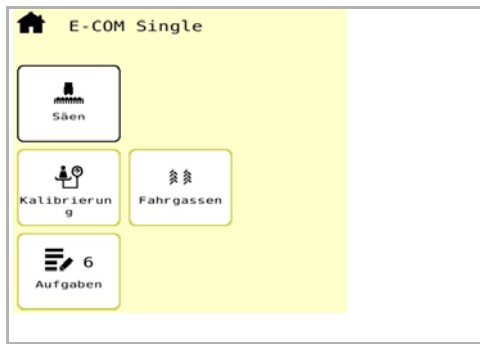 E-COM Single
Säen
Kalibrierun
g
Fahrgassen
6
Aufgaben